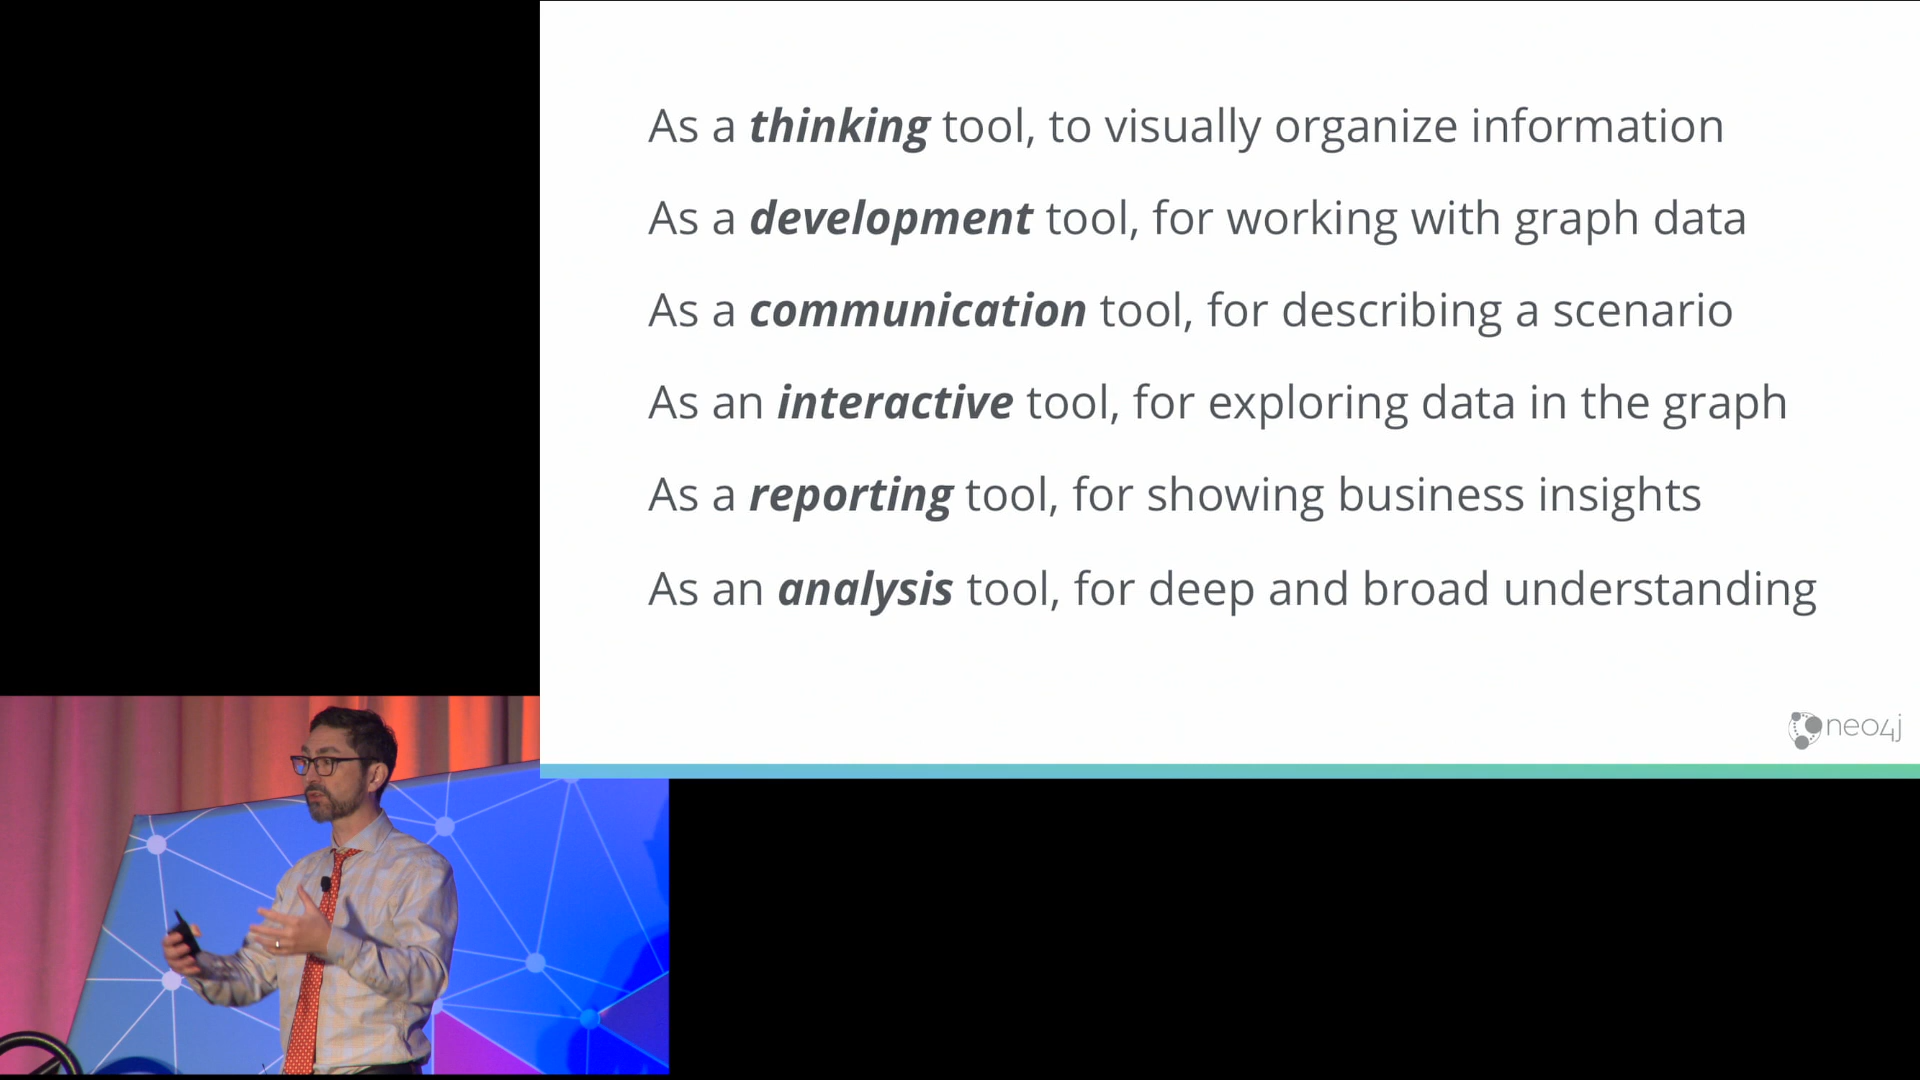 As a thinking tool, to visually organize information
As a development tool, for working with graph data
As a communication tool, for describing a scenario
As an interactive tool, for exploring data in the graph
As a reporting tool, for showing business insights
As an analysis tool, for deep and broad understanding
neo4j